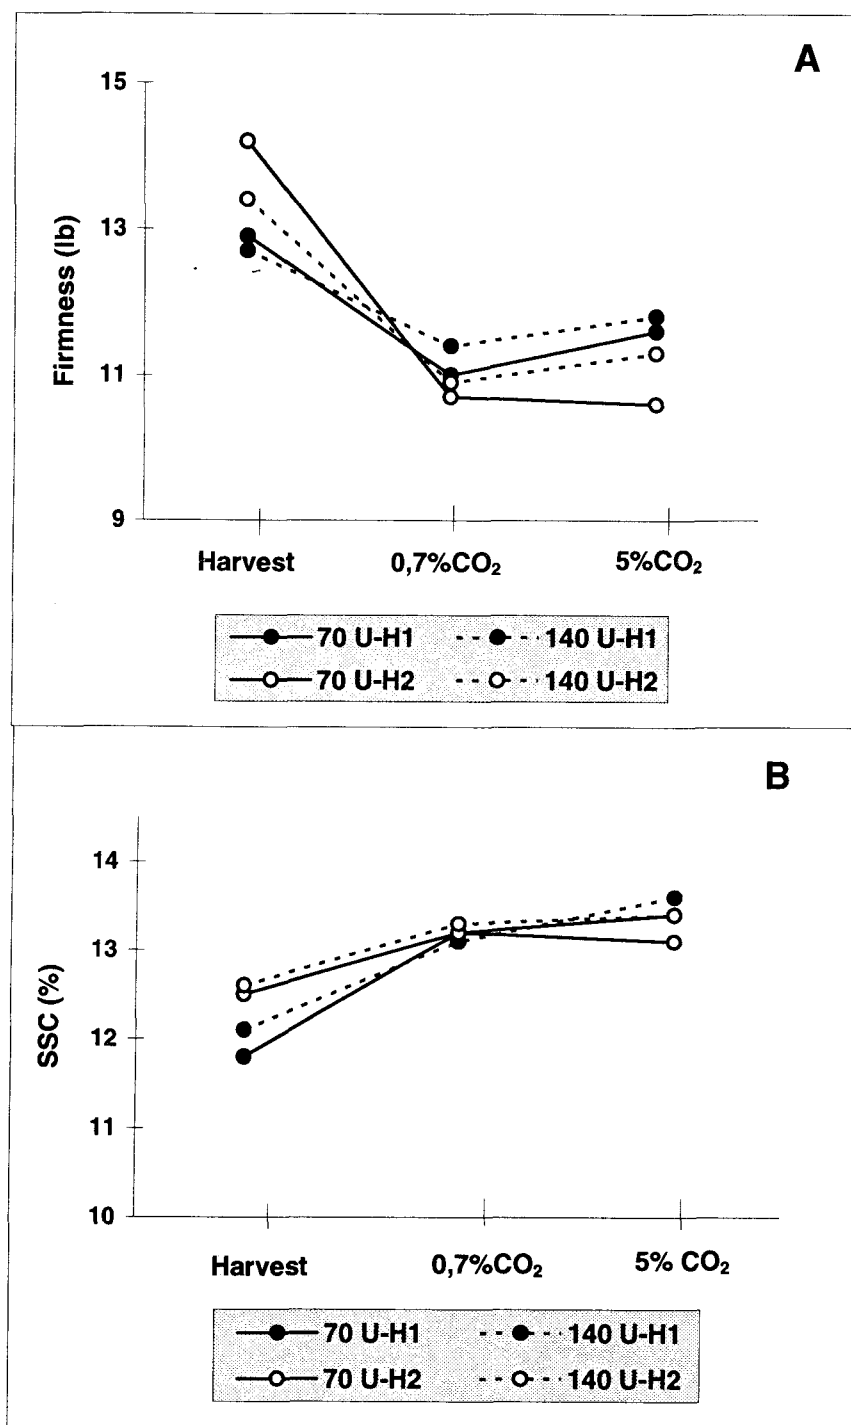 A
15
13
11
9
Firmness (lb)
Harvest 0,7%CO₂ 5%CO₂
70 U-H1 140 U-H1
70 U-H2 140 U-H2
B
14
13
12
11
10
SSC (%)
Harvest 0,7%CO₂ 5% CO₂
70 U-H1 140 U-H1
70 U-H2 140 U-H2